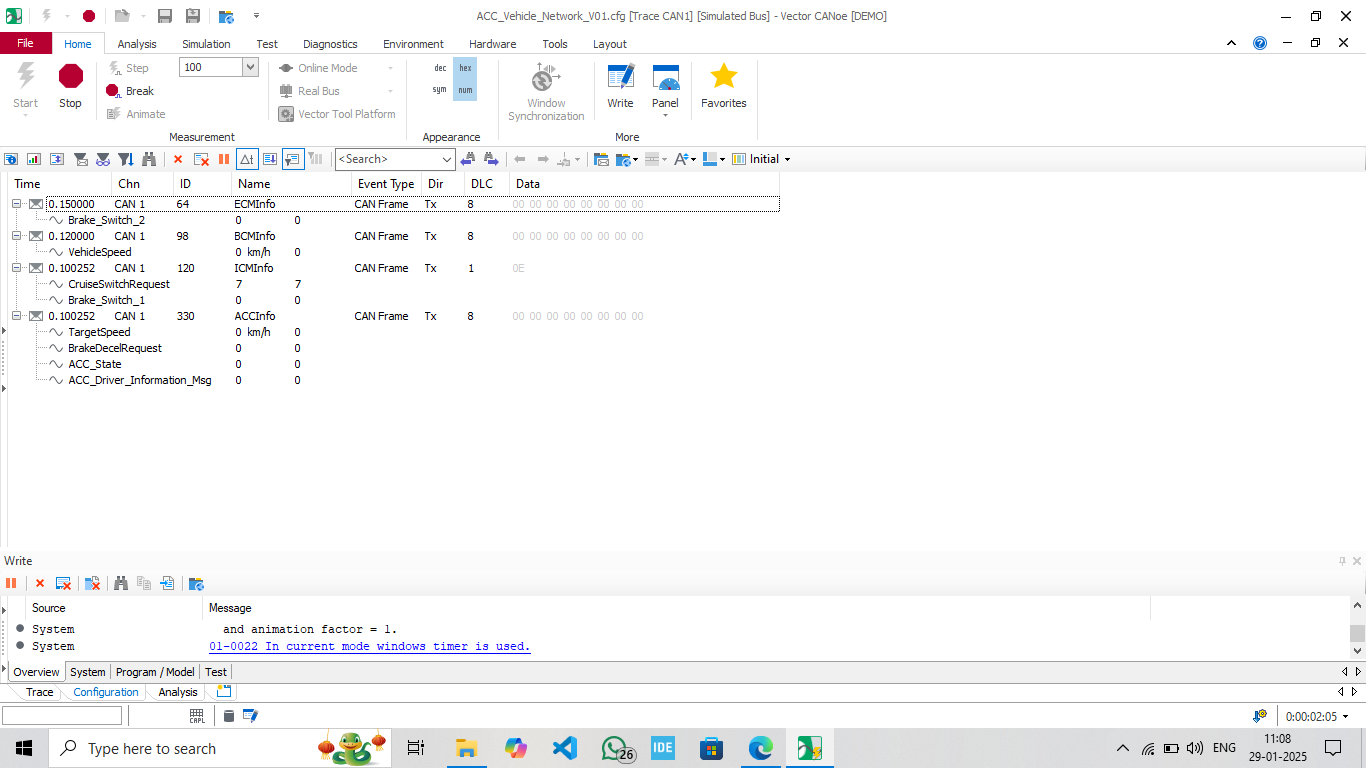 ACC_Vehicle_Network_V01.cfg [Trace CAN1] [Simulated Bus] - Vector CANoe [DEMO]
File Home Analysis Simulation Test Diagnostics Environment Hardware Tools Layout
Start
Stop
Step
Break
Animate
100
Online Mode
Real Bus
Vector Tool Platform
dec hex
sym num
Window Synchronization
Write
Panel
Favorites
Measurement Appearance More
Δt <Search> Initial
Time Chn ID Name Event Type Dir DLC Data
0.150000 CAN 1 64 ECMInfo CAN Frame Tx 8 00 00 00 00 00 00 00 00
Brake_Switch_2 0 0
0.120000 CAN 1 98 BCMInfo CAN Frame Tx 8 00 00 00 00 00 00 00 00
VehicleSpeed 0 km/h 0
0.100252 CAN 1 120 ICMInfo CAN Frame Tx 1 0E
CruiseSwitchRequest 7 7
Brake_Switch_1 0 0
0.100252 CAN 1 330 ACCInfo CAN Frame Tx 8 00 00 00 00 00 00 00 00
TargetSpeed 0 km/h 0
BrakeDecelRequest 0 0
ACC_State 0 0
ACC_Driver_Information_Msg 0 0
Write
Source Message
System and animation factor = 1.
System 01-0022 In current mode windows timer is used.
Overview System Program / Model Test
Trace Configuration Analysis
CAPL 0:00:02:05
Type here to search 26 IDE ENG 11:08
29-01-2025